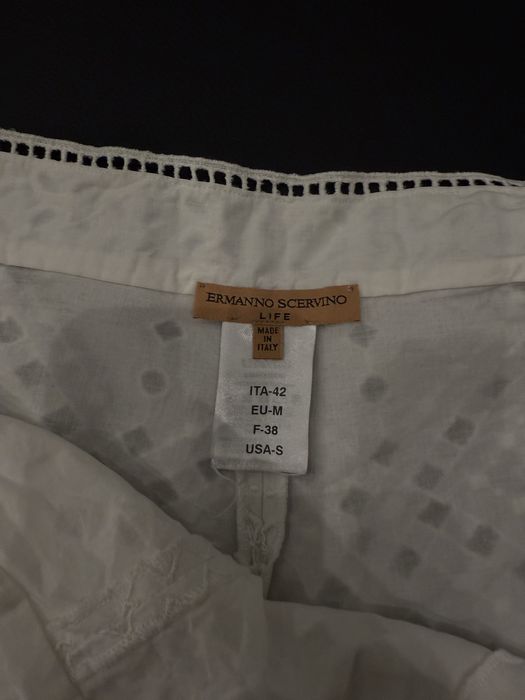 ERMANNO SCERVINO
LIFE
MADE
IN
ITALY
ITA-42
EU-M
F-38
USA-S